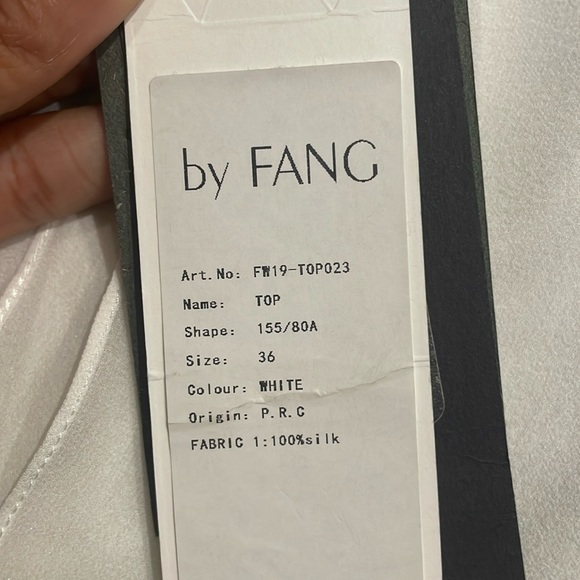 by FANG
Art.No: FW19-TOP023
Name: TOP
Shape: 155/80A
Size: 36
Colour: WHITE
Origin: P.R.C
FABRIC 1:100%silk